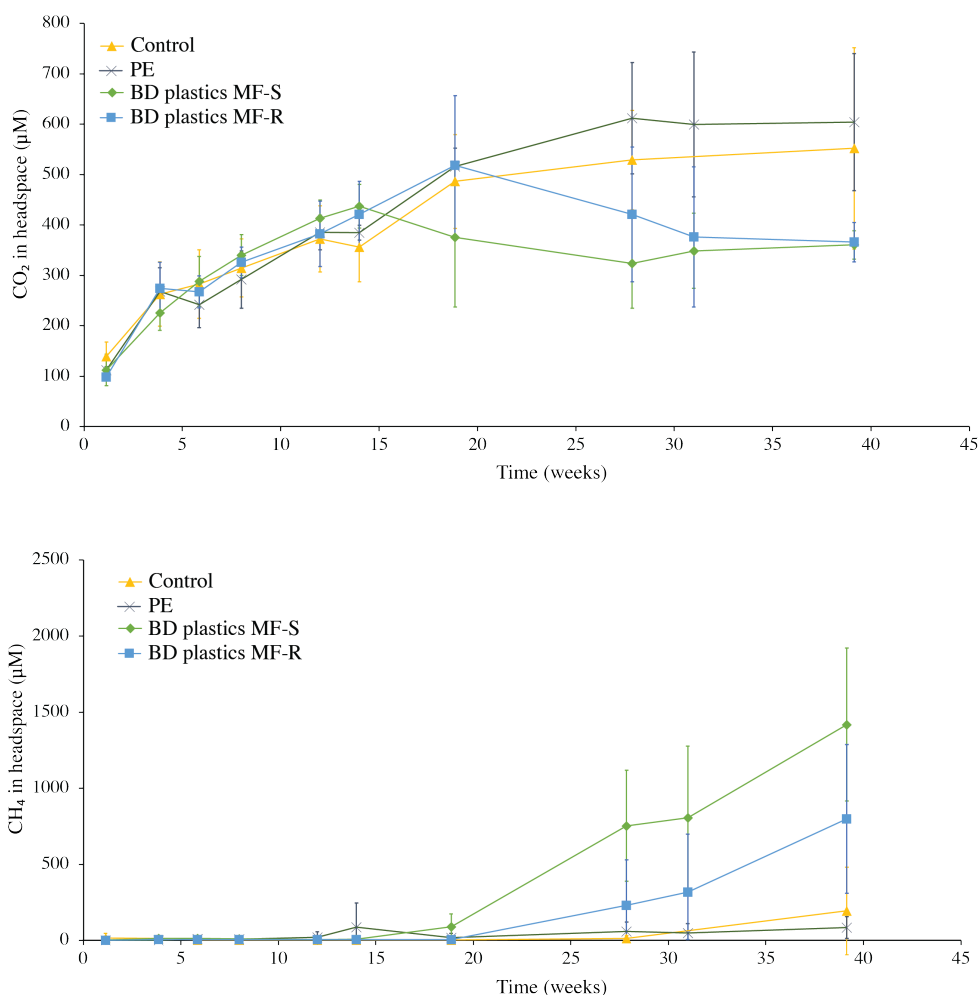 800
700
600
500
400
300
200
100
0
CO₂ in headspace (µM)
Control
PE
BD plastics MF-S
BD plastics MF-R
0 5 10 15 20 25 30 35 40 45
Time (weeks)
2500
2000
1500
1000
500
0
CH₄ in headspace (µM)
Control
PE
BD plastics MF-S
BD plastics MF-R
0 5 10 15 20 25 30 35 40 45
Time (weeks)